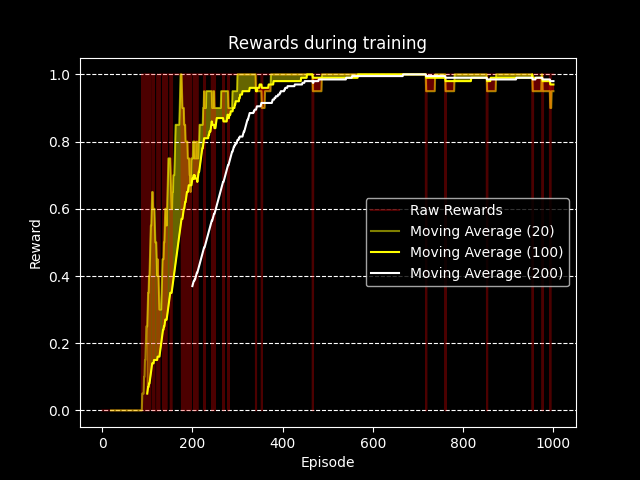 Rewards during training
1.0
0.8
0.6
0.4
0.2
0.0
Reward
Raw Rewards
Moving Average (20)
Moving Average (100)
Moving Average (200)
0 200 400 600 800 1000
Episode